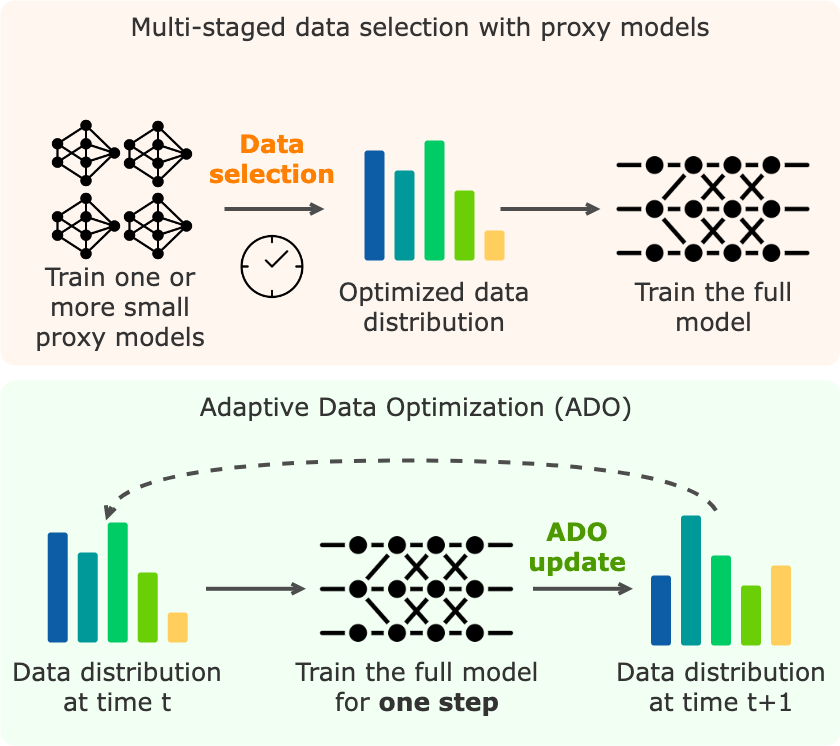 Multi-staged data selection with proxy models
Data
selection
Train one or
more small
proxy models
Optimized data
distribution
Train the full
model
Adaptive Data Optimization (ADO)
ADO
update
Data distribution
at time t
Train the full model
for one step
Data distribution
at time t+1